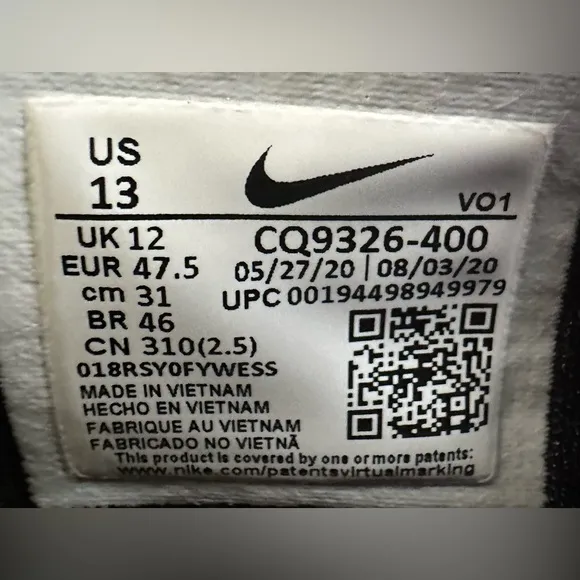 US
13
VO1
UK 12
EUR 47.5
cm 31
BR 46
CN 310(2.5)
CQ9326-400
05/27/20 | 08/03/20
UPC 00194498949979
018RSY0FYWESS
MADE IN VIETNAM
HECHO EN VIETNAM
FABRIQUE AU VIETNAM
FABRICADO NO VIETNÃ
This product is covered by one or more patents:
www.nike.com/patentsvirtualmarking